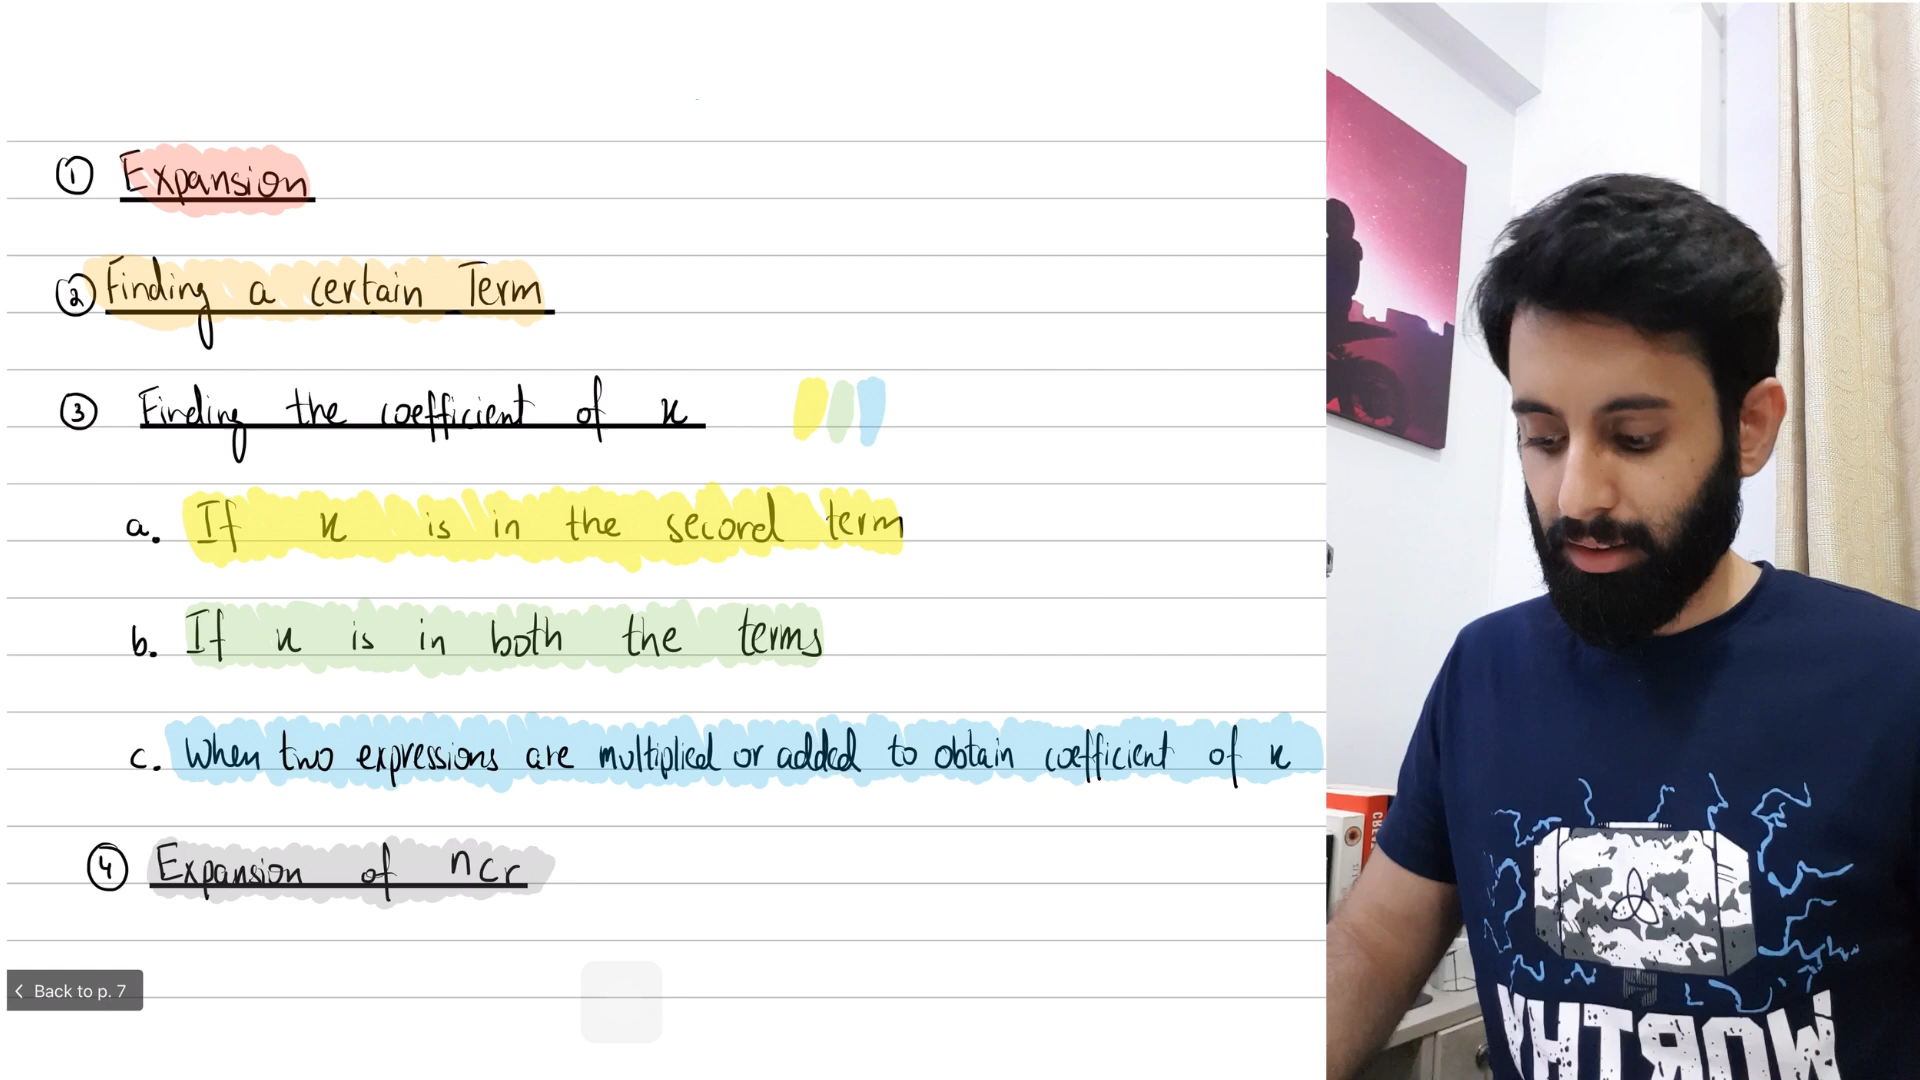 ① Expansion
② Finding a certain Term
③ Finding the coefficient of x
a. If x is in the second term
b. If x is in both the terms
c. When two expressions are multiplied or added to obtain coefficient of x
④ Expansion of ncr
< Back to p. 7
WORTHY